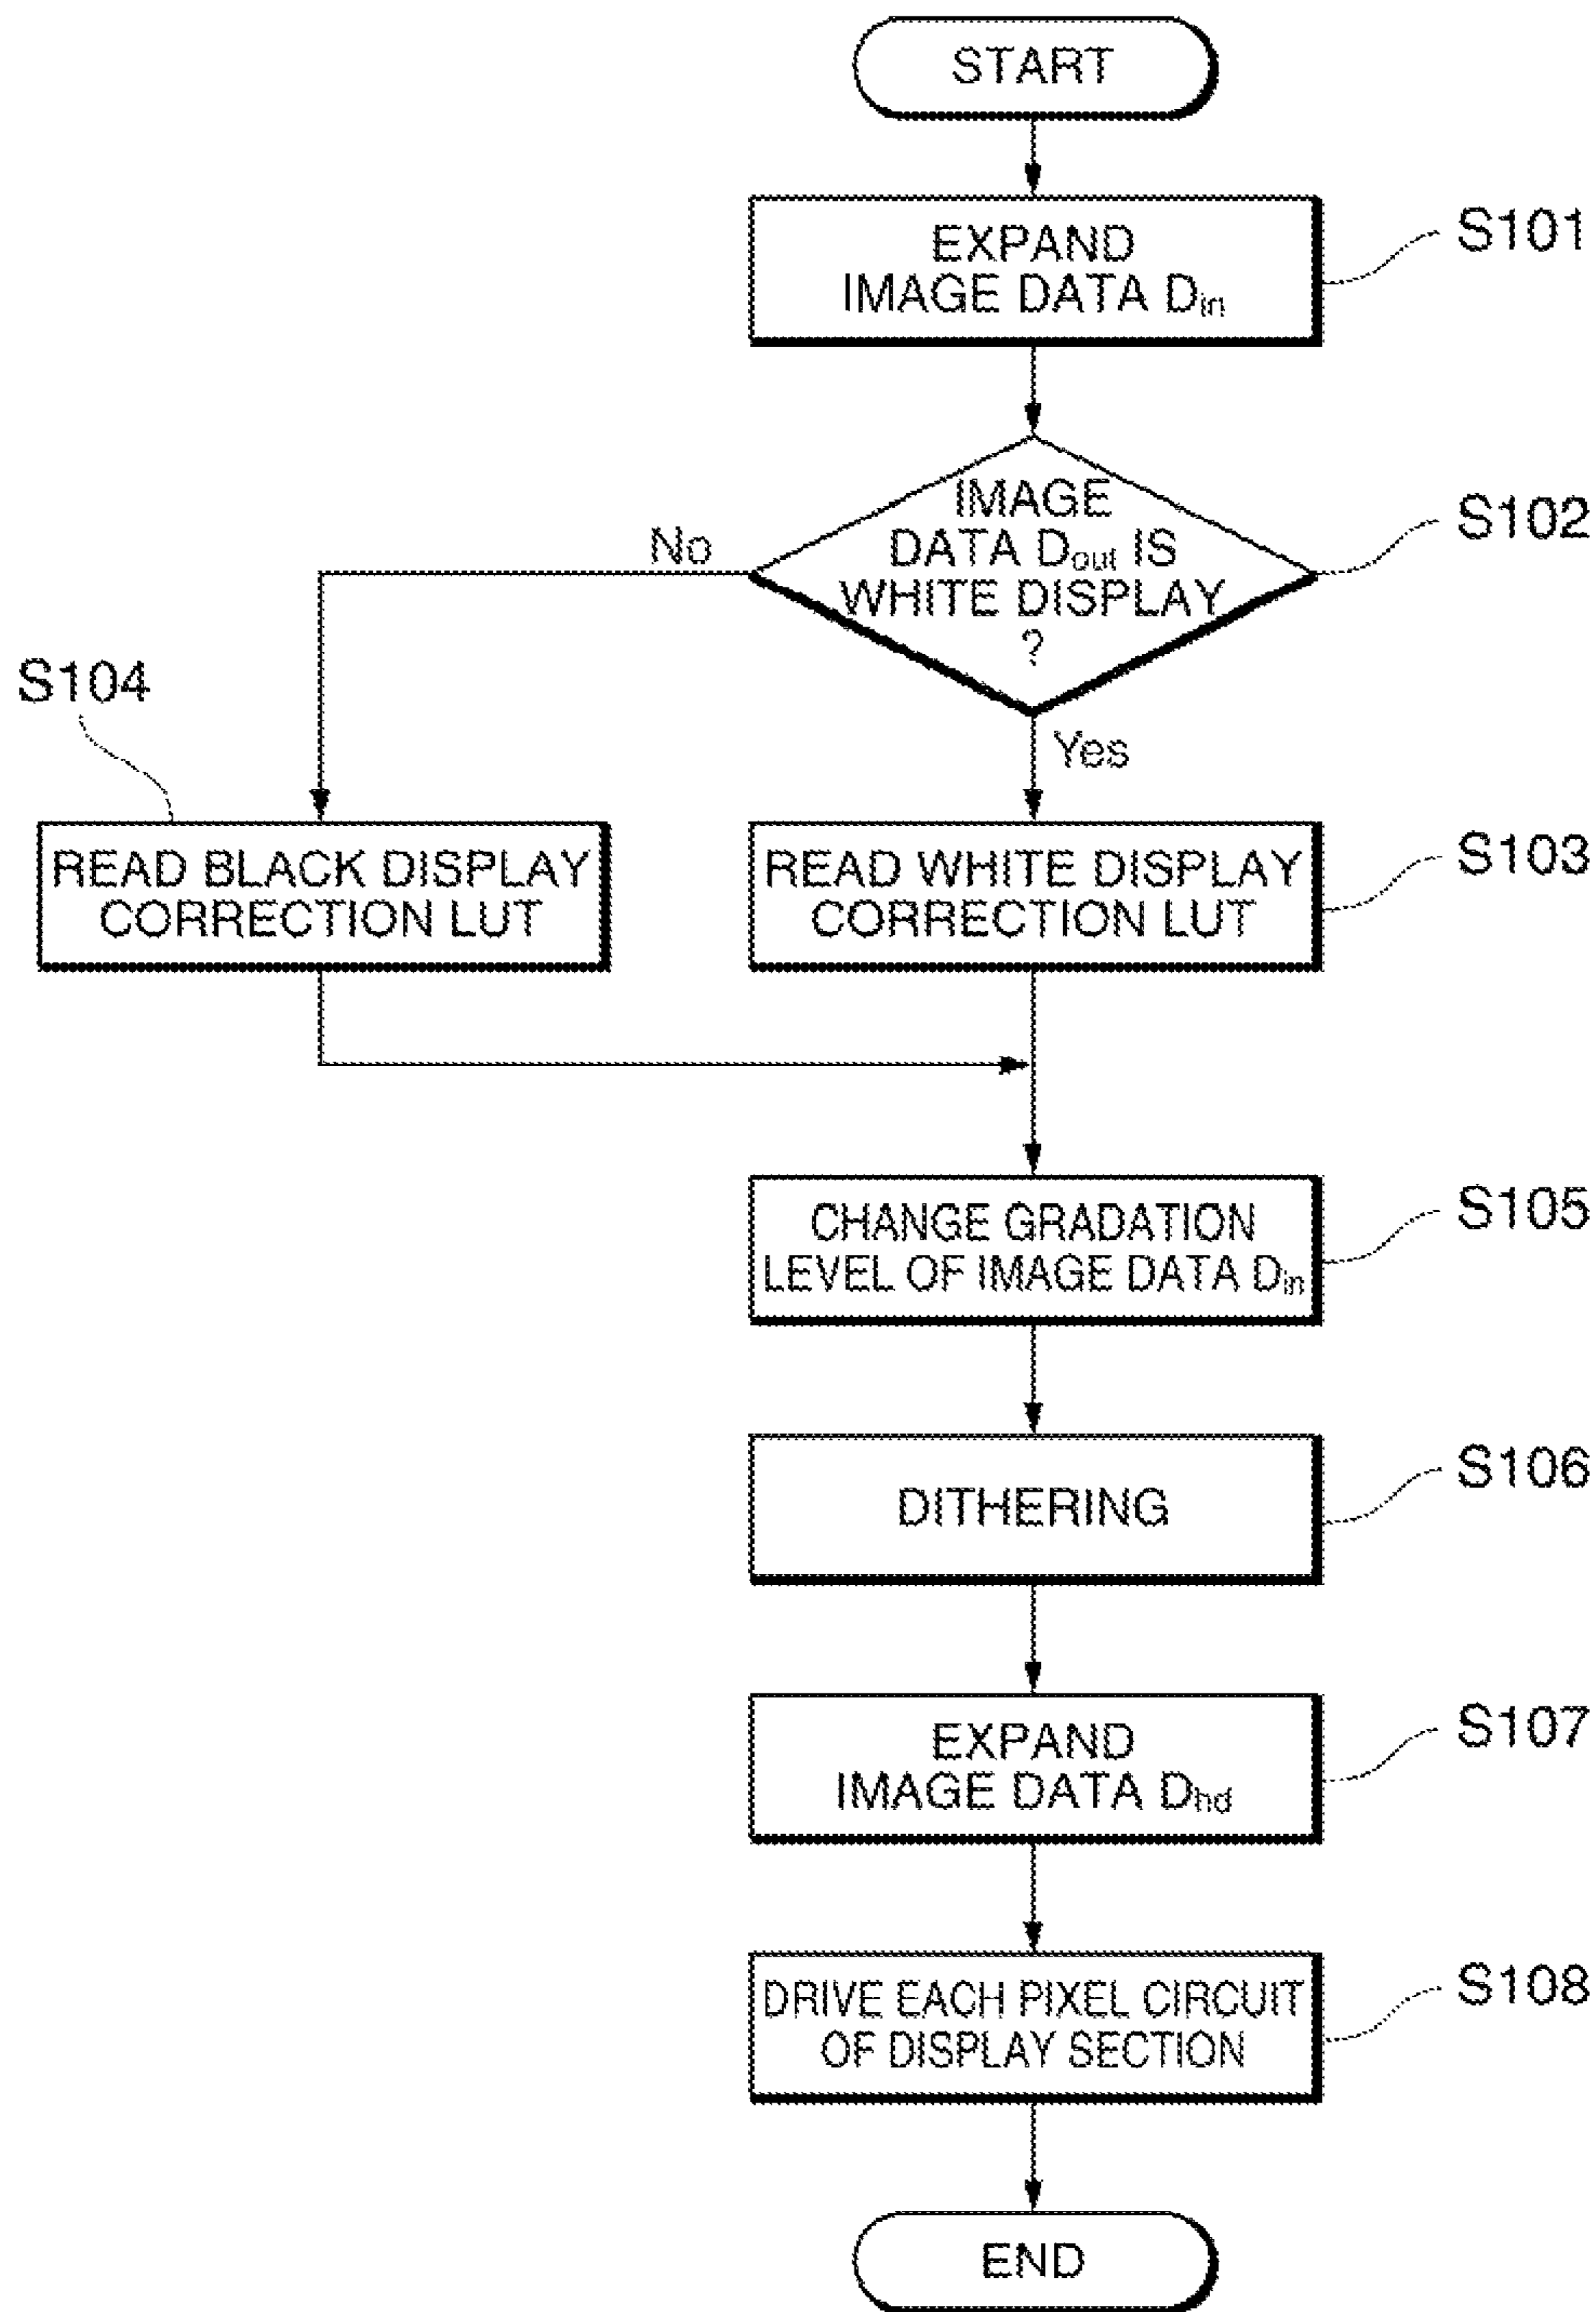 START
EXPAND
IMAGE DATA Din
S101
IMAGE
DATA Dout IS
WHITE DISPLAY
?
S102
No
Yes
S104
READ BLACK DISPLAY
CORRECTION LUT
READ WHITE DISPLAY
CORRECTION LUT
S103
CHANGE GRADATION
LEVEL OF IMAGE DATA Din
S105
DITHERING
S106
EXPAND
IMAGE DATA Dhd
S107
DRIVE EACH PIXEL CIRCUIT
OF DISPLAY SECTION
S108
END